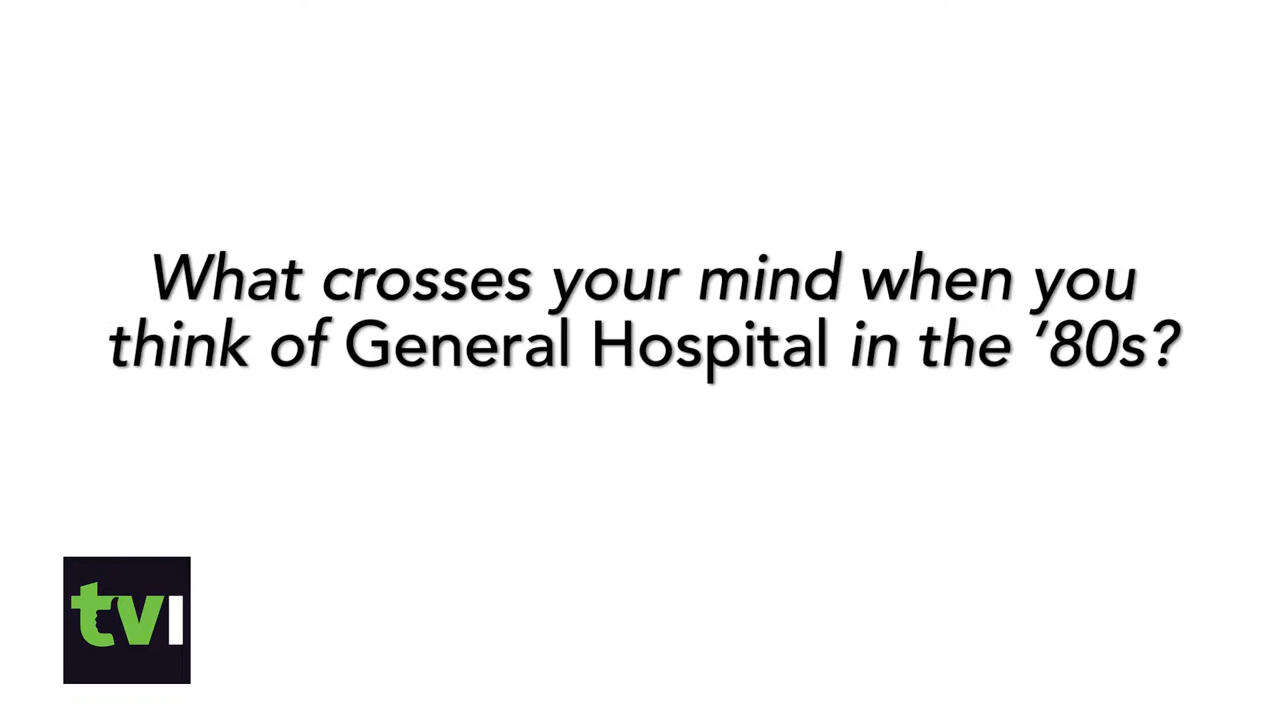 What crosses your mind when you
think of General Hospital in the ’80s?
tvI